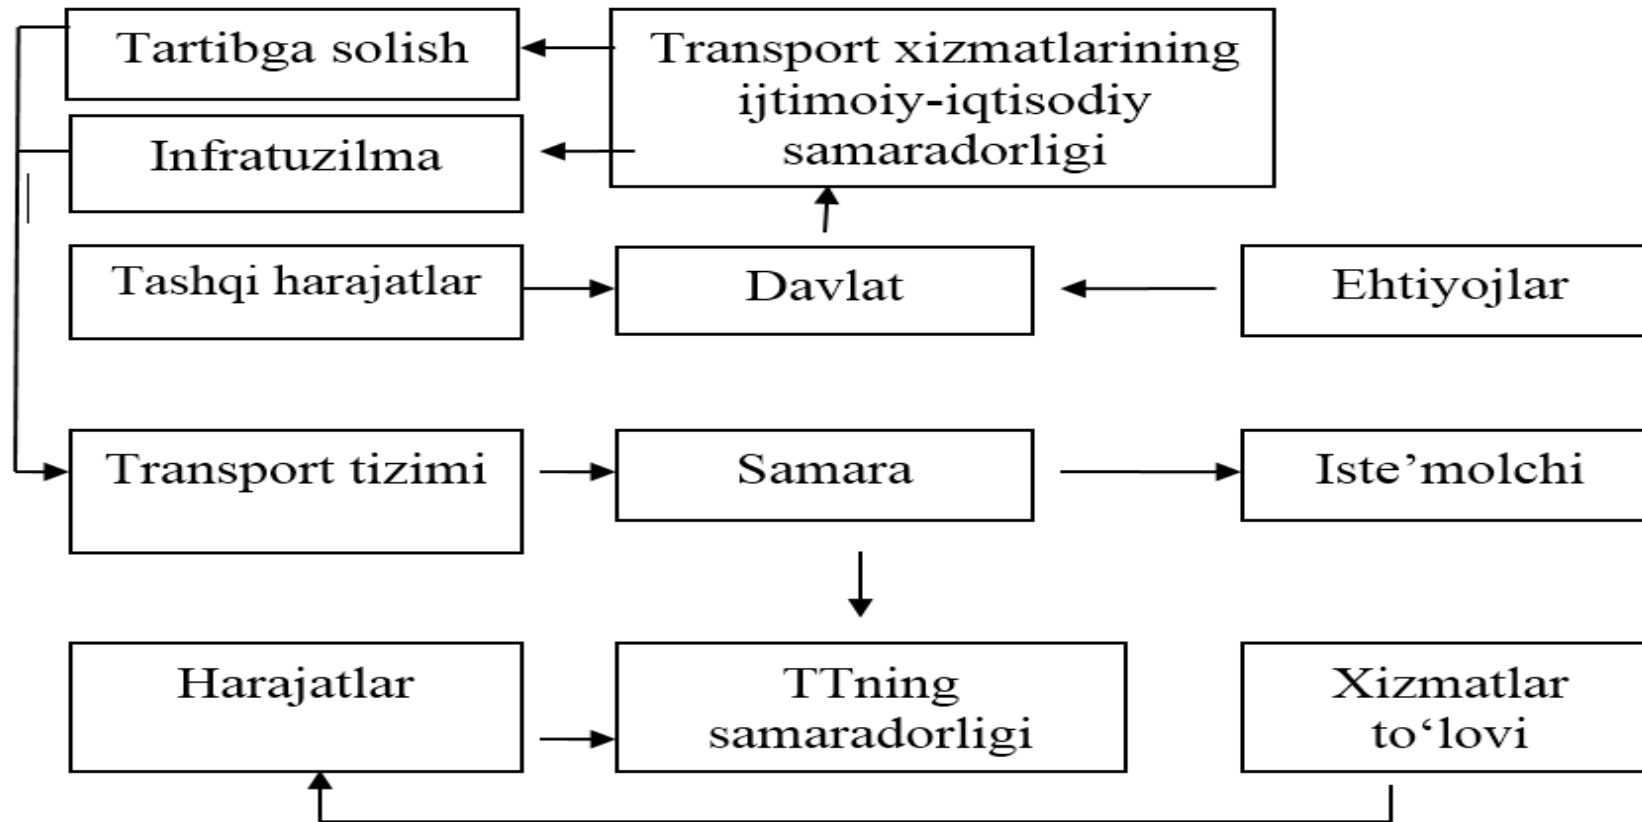 Tartibga solish
Transport xizmatlarining
ijtimoiy-iqtisodiy
samaradorligi
Infratuzilma
Tashqi harajatlar
Davlat
Ehtiyojlar
Transport tizimi
Samara
Iste’molchi
Harajatlar
TTning
samaradorligi
Xizmatlar
to‘lovi